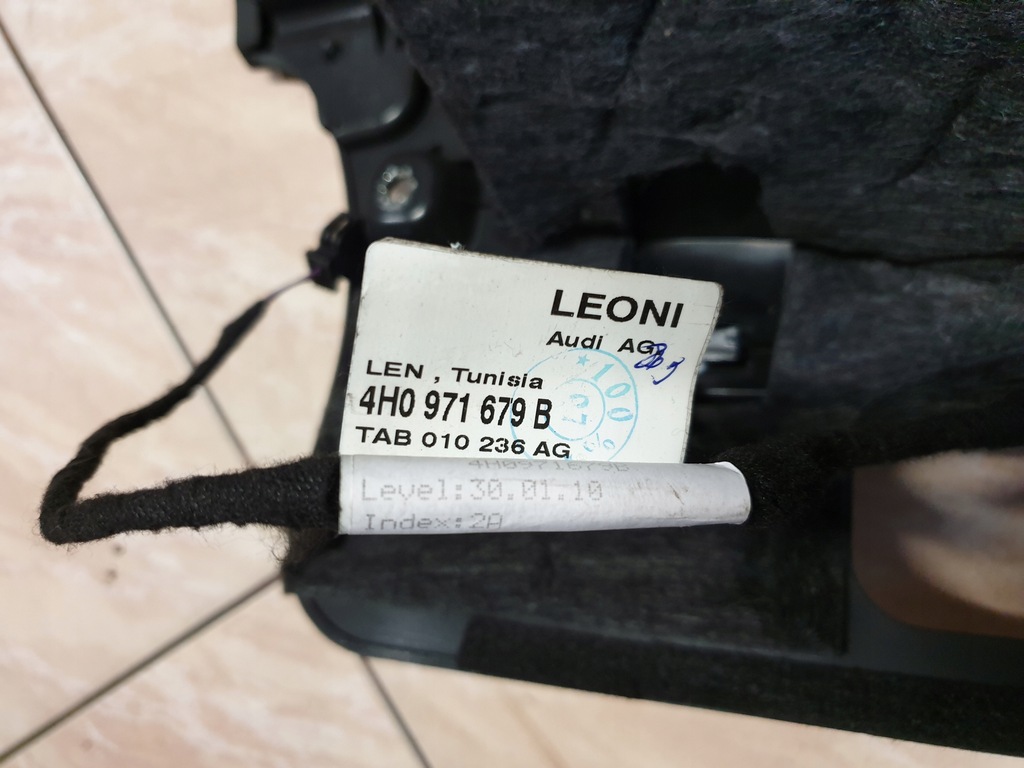 LEONI
Audi AG
LEN , Tunisia
4H0 971 679 B
TAB 010 236 AG
4H0971679B
Level:30.01.10
Index:2A
*100%